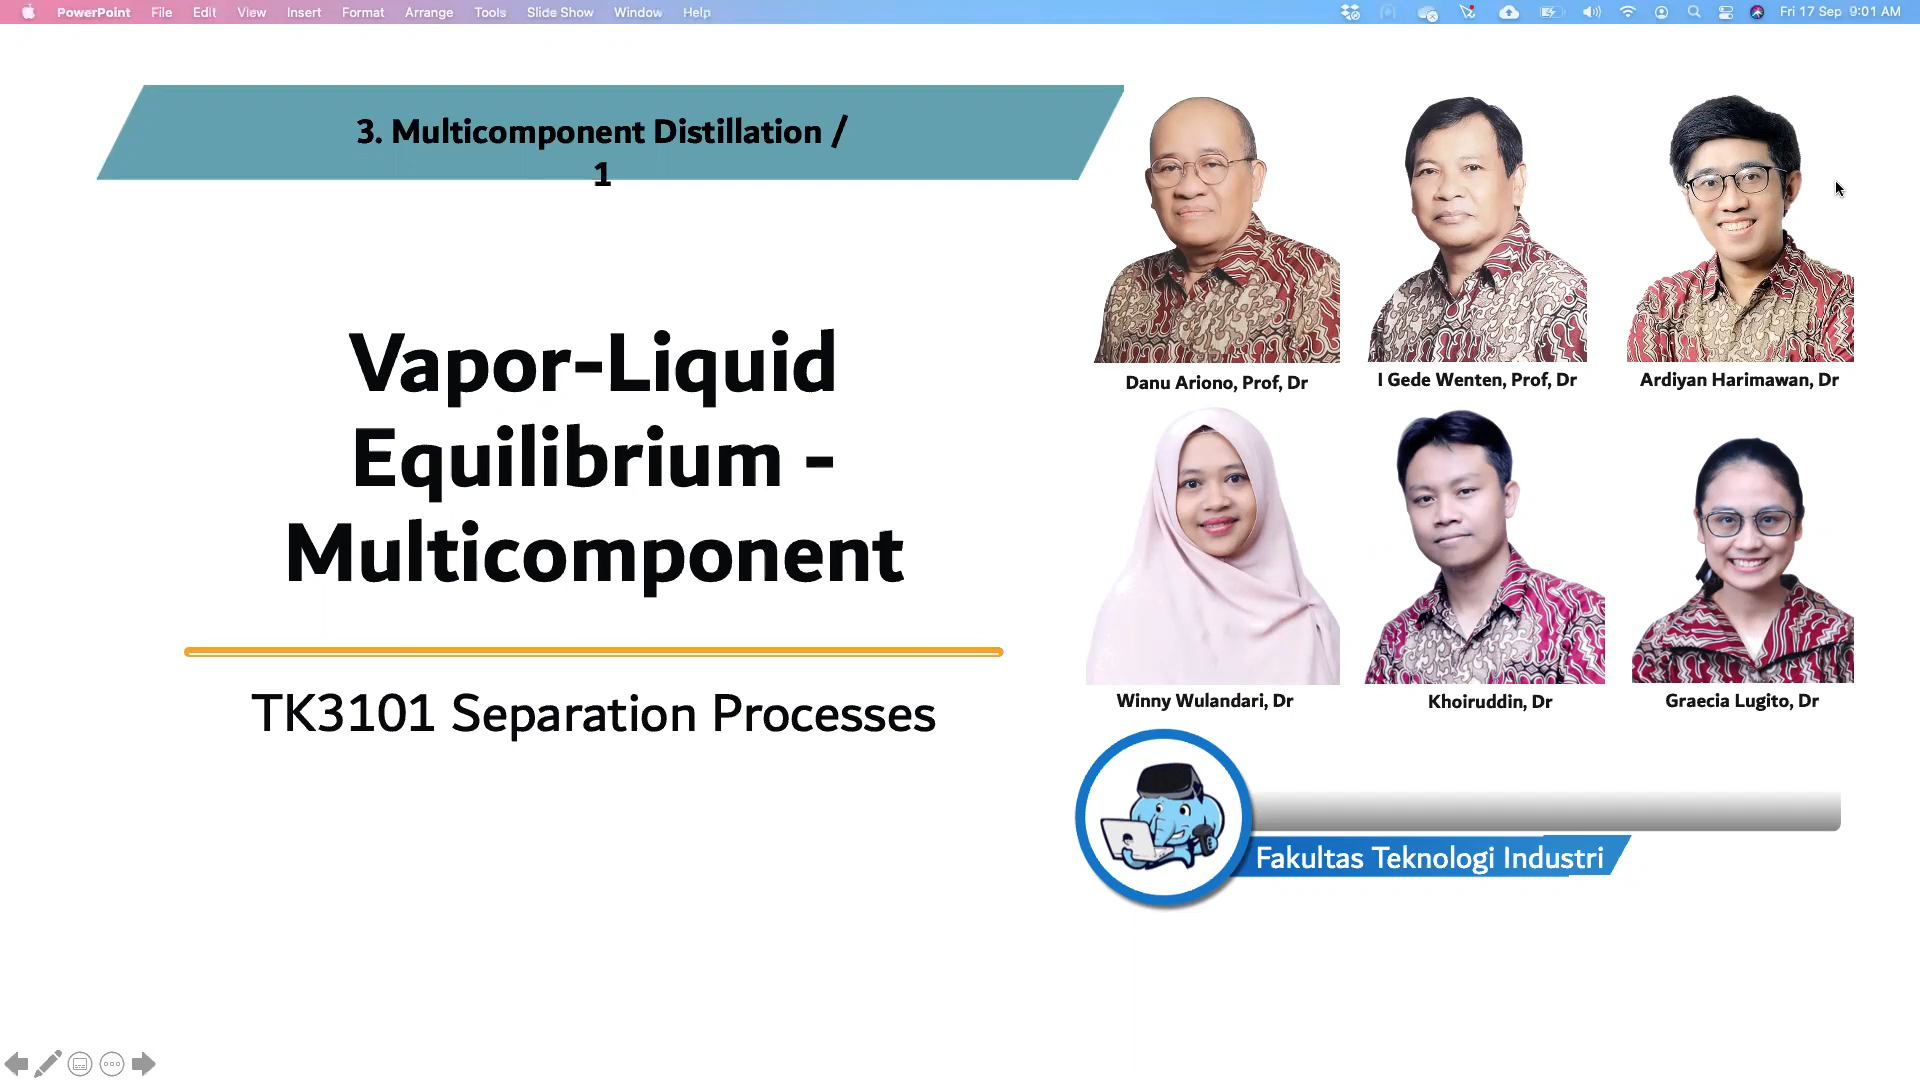 PowerPoint File Edit View Insert Format Arrange Tools Slide Show Window Help Fri 17 Sep 9:01 AM
3. Multicomponent Distillation /
1
Vapor-Liquid
Equilibrium -
Multicomponent
TK3101 Separation Processes
Danu Ariono, Prof, Dr
I Gede Wenten, Prof, Dr
Ardiyan Harimawan, Dr
Winny Wulandari, Dr
Khoiruddin, Dr
Graecia Lugito, Dr
Fakultas Teknologi Industri